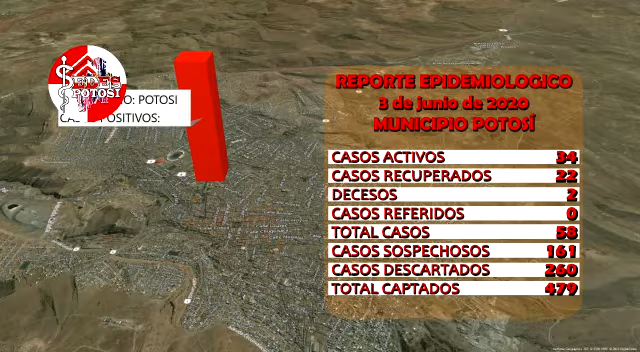 SEDES
POTOSI
O: POTOSI
POSITIVOS:
REPORTE EPIDEMIOLOGICO
3 de junio de 2020
MUNICIPIO POTOSÍ
CASOS ACTIVOS 34
CASOS RECUPERADOS 22
DECESOS 2
CASOS REFERIDOS 0
TOTAL CASOS 58
CASOS SOSPECHOSOS 161
CASOS DESCARTADOS 260
TOTAL CAPTADOS 479